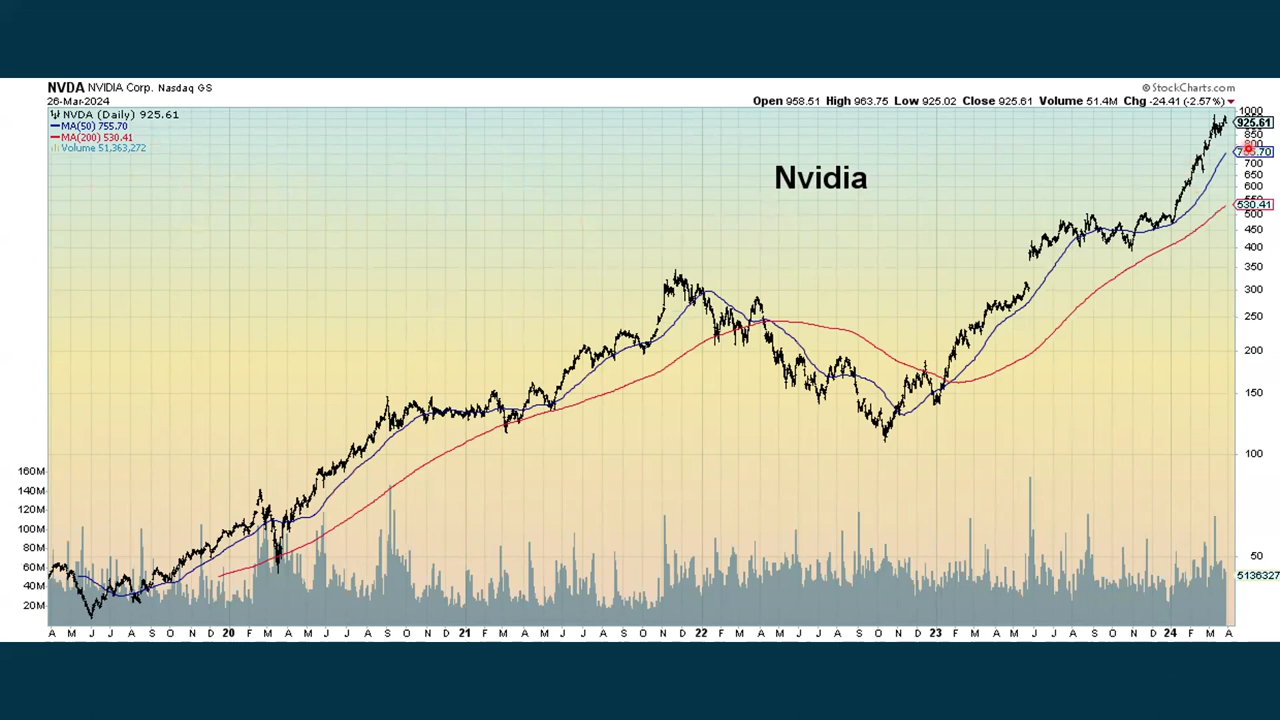 NVDA NVIDIA Corp. Nasdaq GS
© StockCharts.com
26-Mar-2024
Open 958.51 High 963.75 Low 925.02 Close 925.61 Volume 51.4M Chg -24.41 (-2.57%)
NVDA (Daily) 925.61
MA(50) 755.70
MA(200) 530.41
Volume 51,363,272
Nvidia
1000
925.61
850
700
650
600
530.41
500
450
400
350
300
250
200
150
100
50
5136327
160M
140M
120M
100M
80M
60M
40M
20M
A M J J A S O N D 20 F M A M J J A S O N D 21 F M A M J J A S O N D 22 F M A M J J A S O N D 23 F M A M J J A S O N D 24 F M A